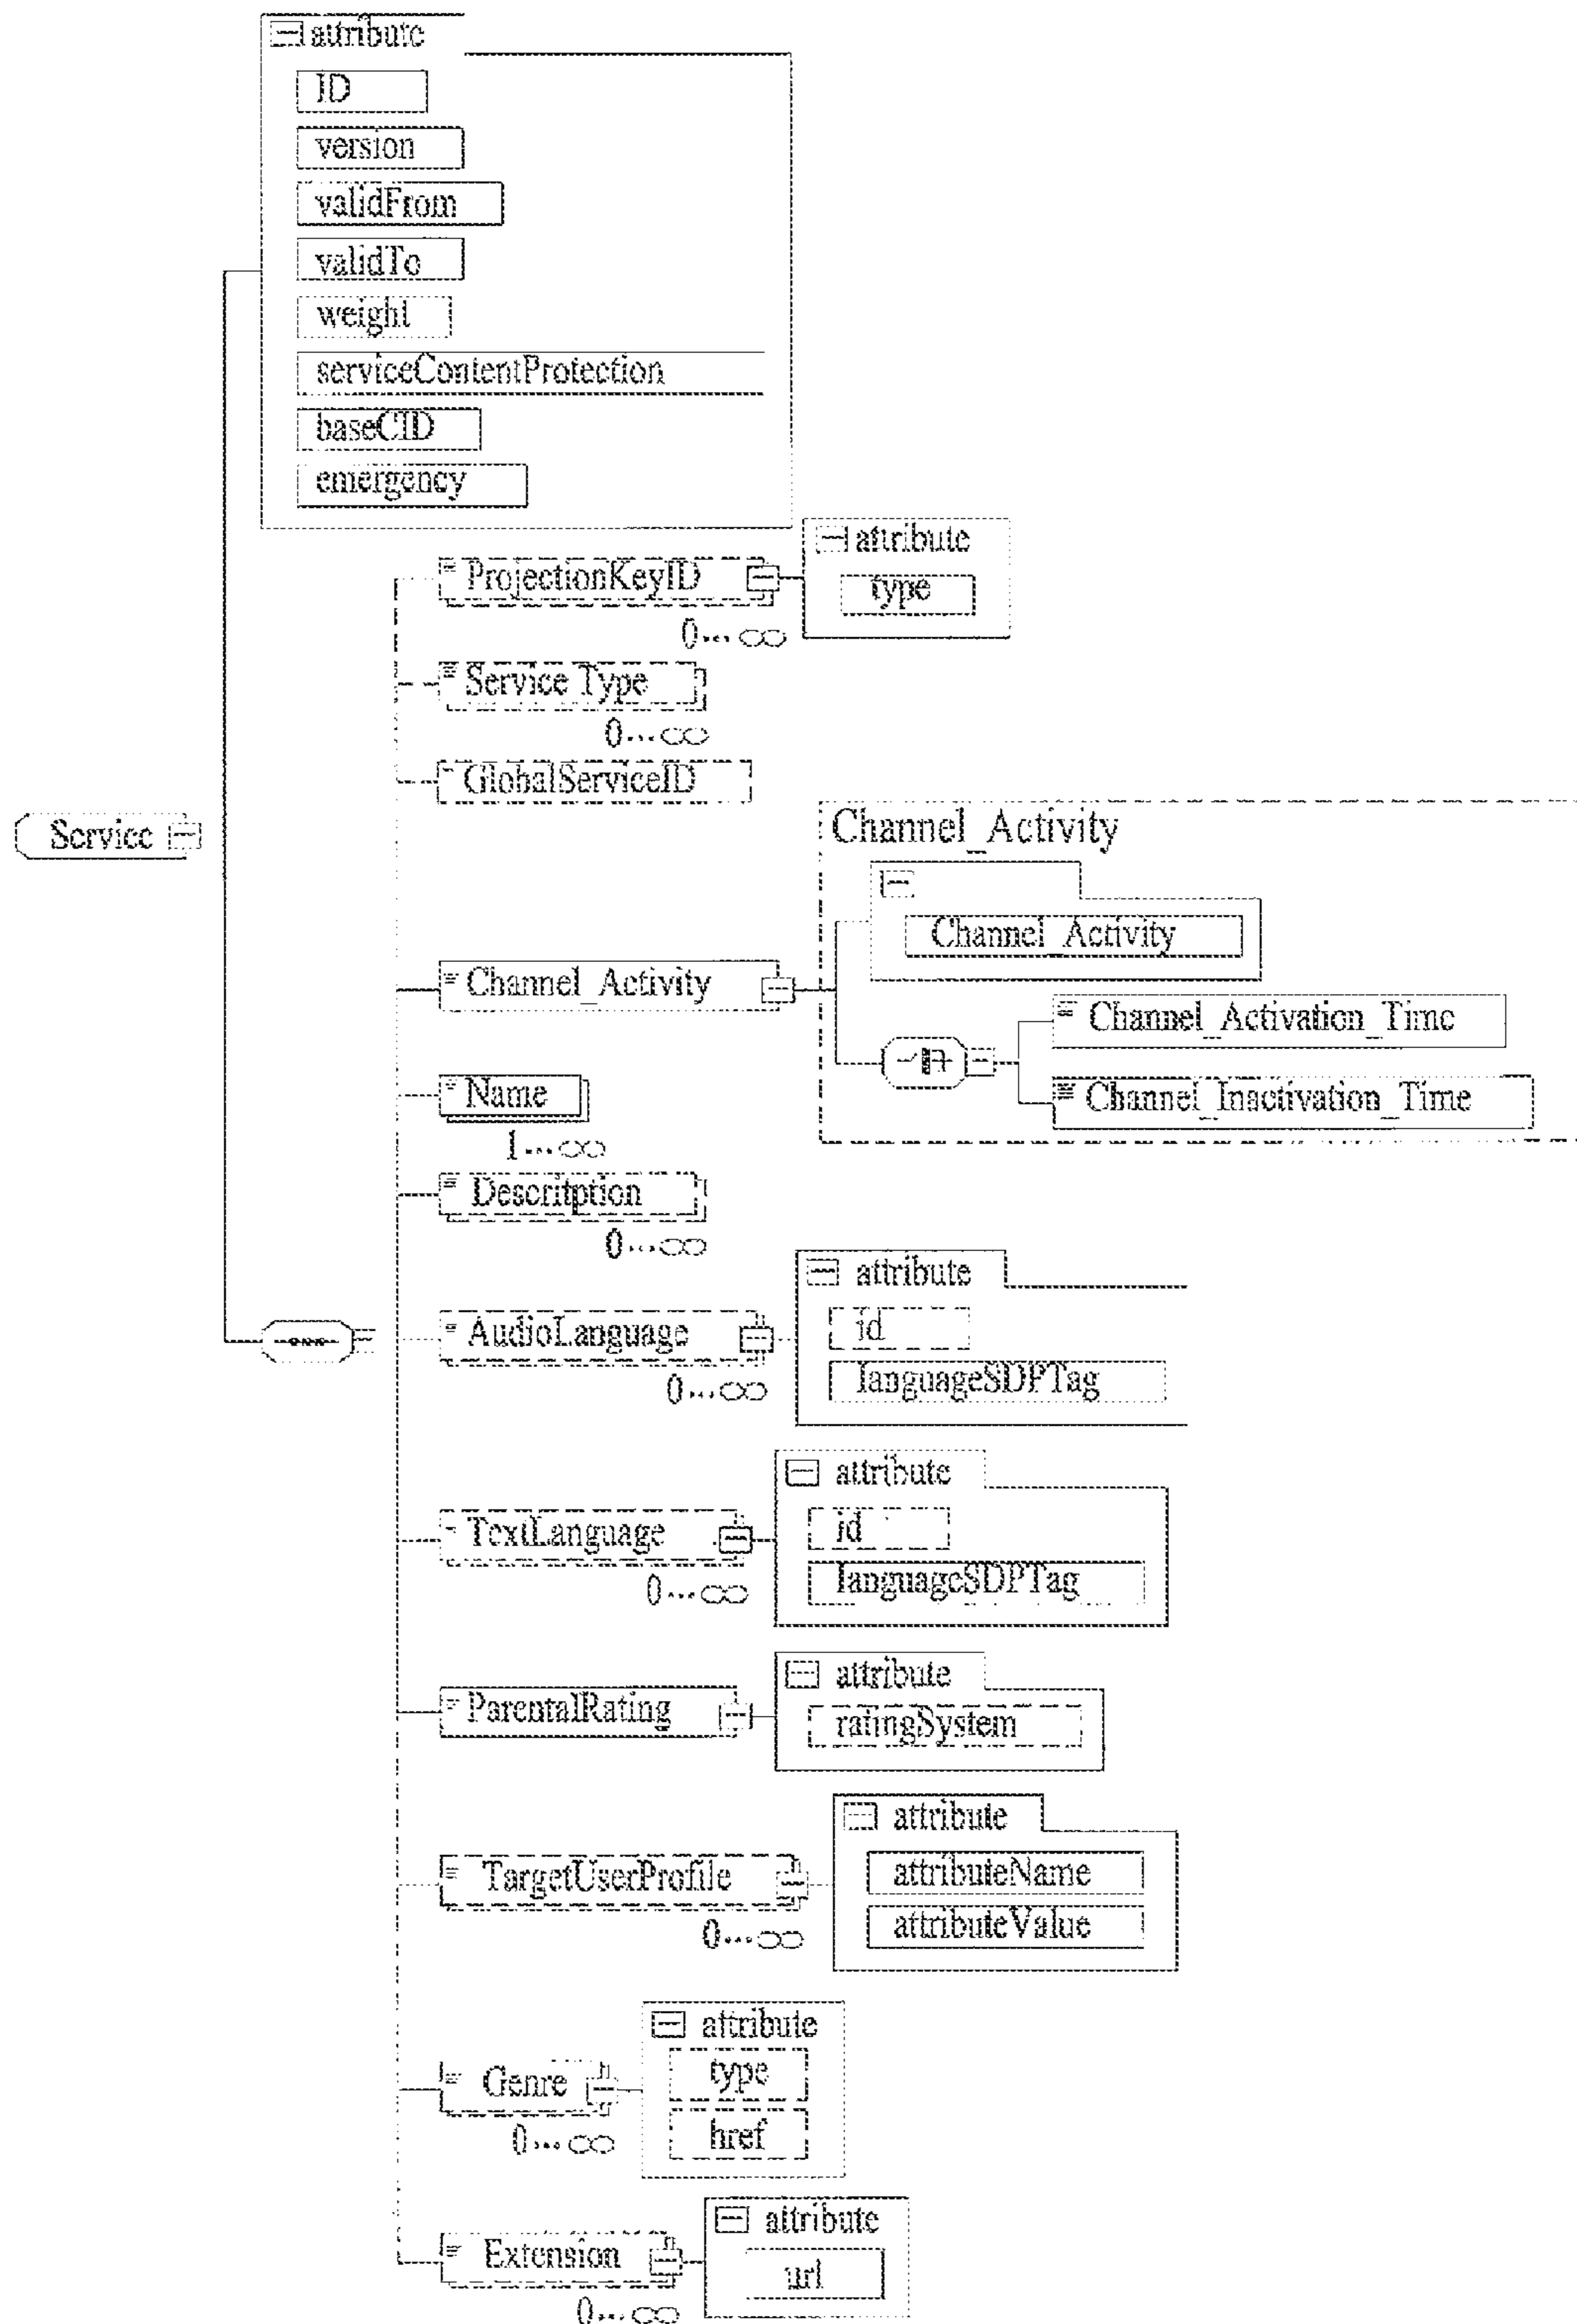 attribute
ID
version
validFrom
validTo
weight
serviceContentProtection
baseCID
emergency
attribute
ProjectionKeyID
type
0...∞
Service Type
0...∞
GlobalServiceID
Service
Channel_Activity
Channel_Activity
Channel_Activity
Channel_Activation_Time
Name
Channel_Inactivation_Time
1...∞
Descritption
0...∞
attribute
AudioLanguage
id
languageSDPTag
0...∞
attribute
TextLanguage
id
languageSDPTag
0...∞
attribute
ParentalRating
ratingSystem
attribute
TargetUserProfile
attributeName
attributeValue
0...∞
attribute
Genre
type
href
0...∞
attribute
Extension
url
0...∞